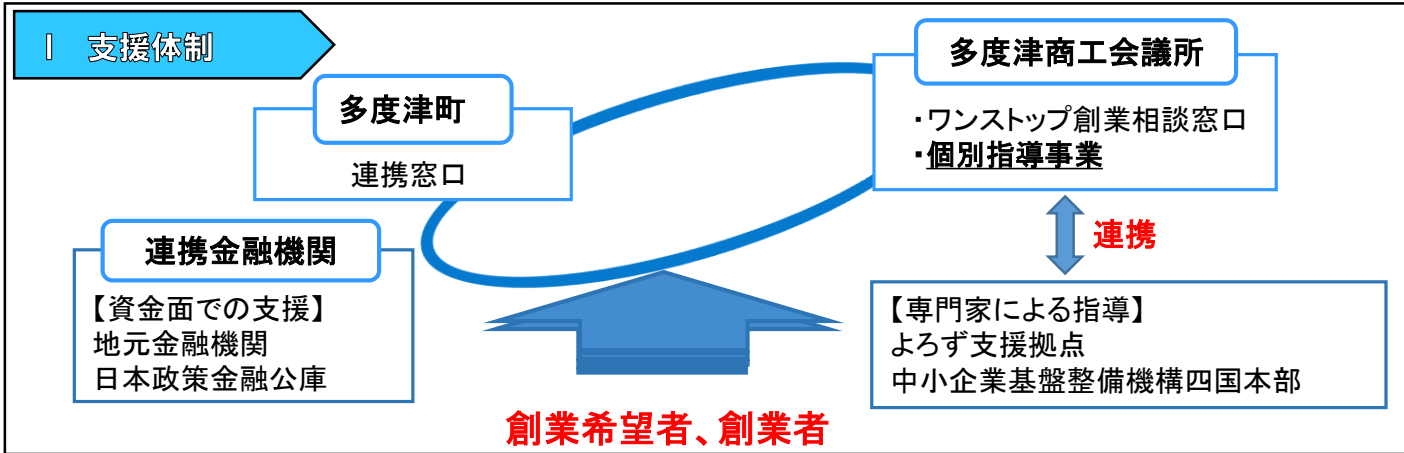 Ⅰ 支援体制
多度津町
連携窓口
多度津商工会議所
・ワンストップ創業相談窓口
・個別指導事業
連携金融機関
【資金面での支援】
地元金融機関
日本政策金融公庫
連携
【専門家による指導】
よろず支援拠点
中小企業基盤整備機構四国本部
創業希望者、創業者